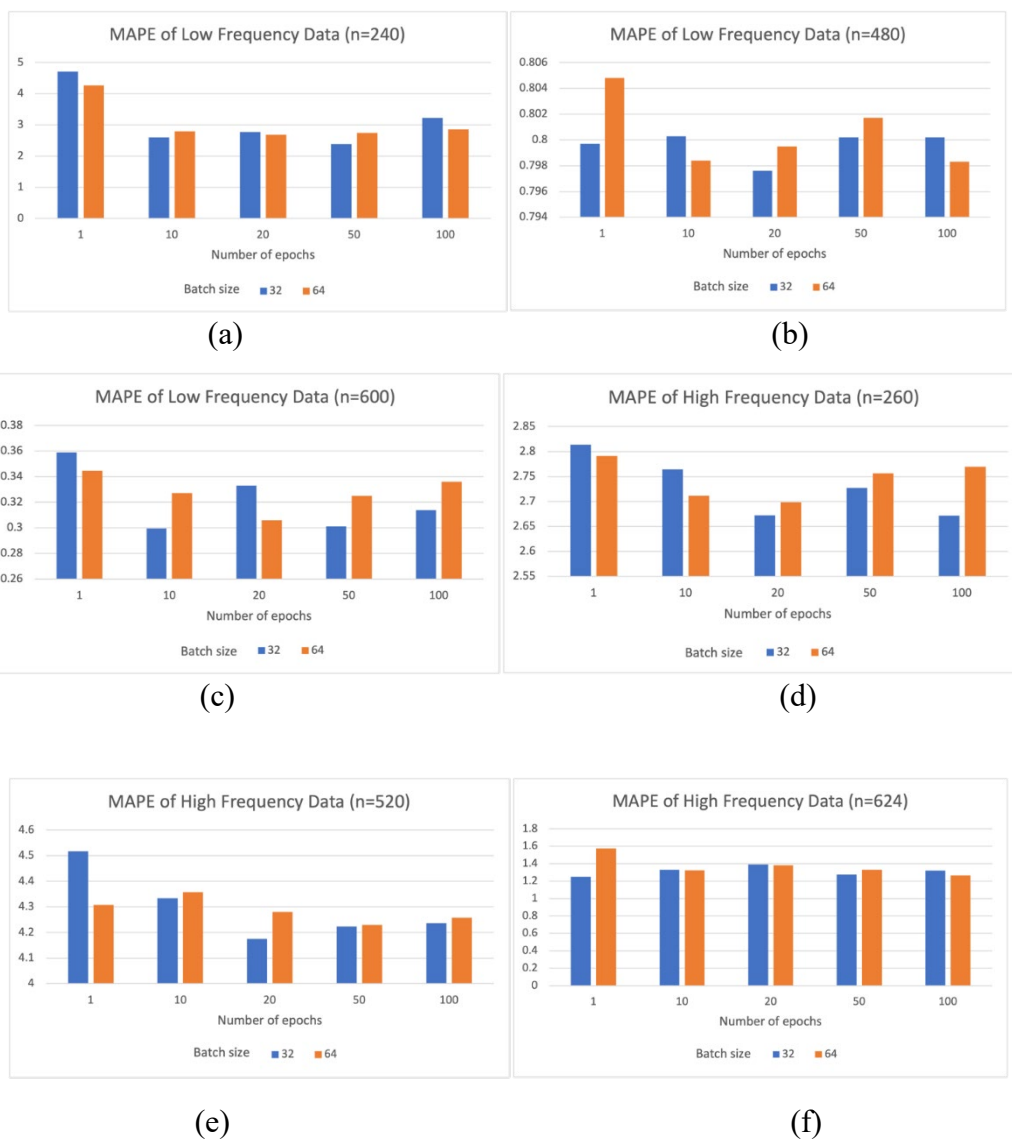 MAPE of Low Frequency Data (n=240)
5
4
3
2
1
0
1 10 20 50 100
Number of epochs
Batch size 32 64
(a)
MAPE of Low Frequency Data (n=480)
0.806
0.804
0.802
0.8
0.798
0.796
0.794
1 10 20 50 100
Number of epochs
Batch size 32 64
(b)
MAPE of Low Frequency Data (n=600)
0.38
0.36
0.34
0.32
0.3
0.28
0.26
1 10 20 50 100
Number of epochs
Batch size 32 64
(c)
MAPE of High Frequency Data (n=260)
2.85
2.8
2.75
2.7
2.65
2.6
2.55
1 10 20 50 100
Number of epochs
Batch size 32 64
(d)
MAPE of High Frequency Data (n=520)
4.6
4.5
4.4
4.3
4.2
4.1
4
1 10 20 50 100
Number of epochs
Batch size 32 64
(e)
MAPE of High Frequency Data (n=624)
1.8
1.6
1.4
1.2
1
0.8
0.6
0.4
0.2
0
1 10 20 50 100
Number of epochs
Batch size 32 64
(f)